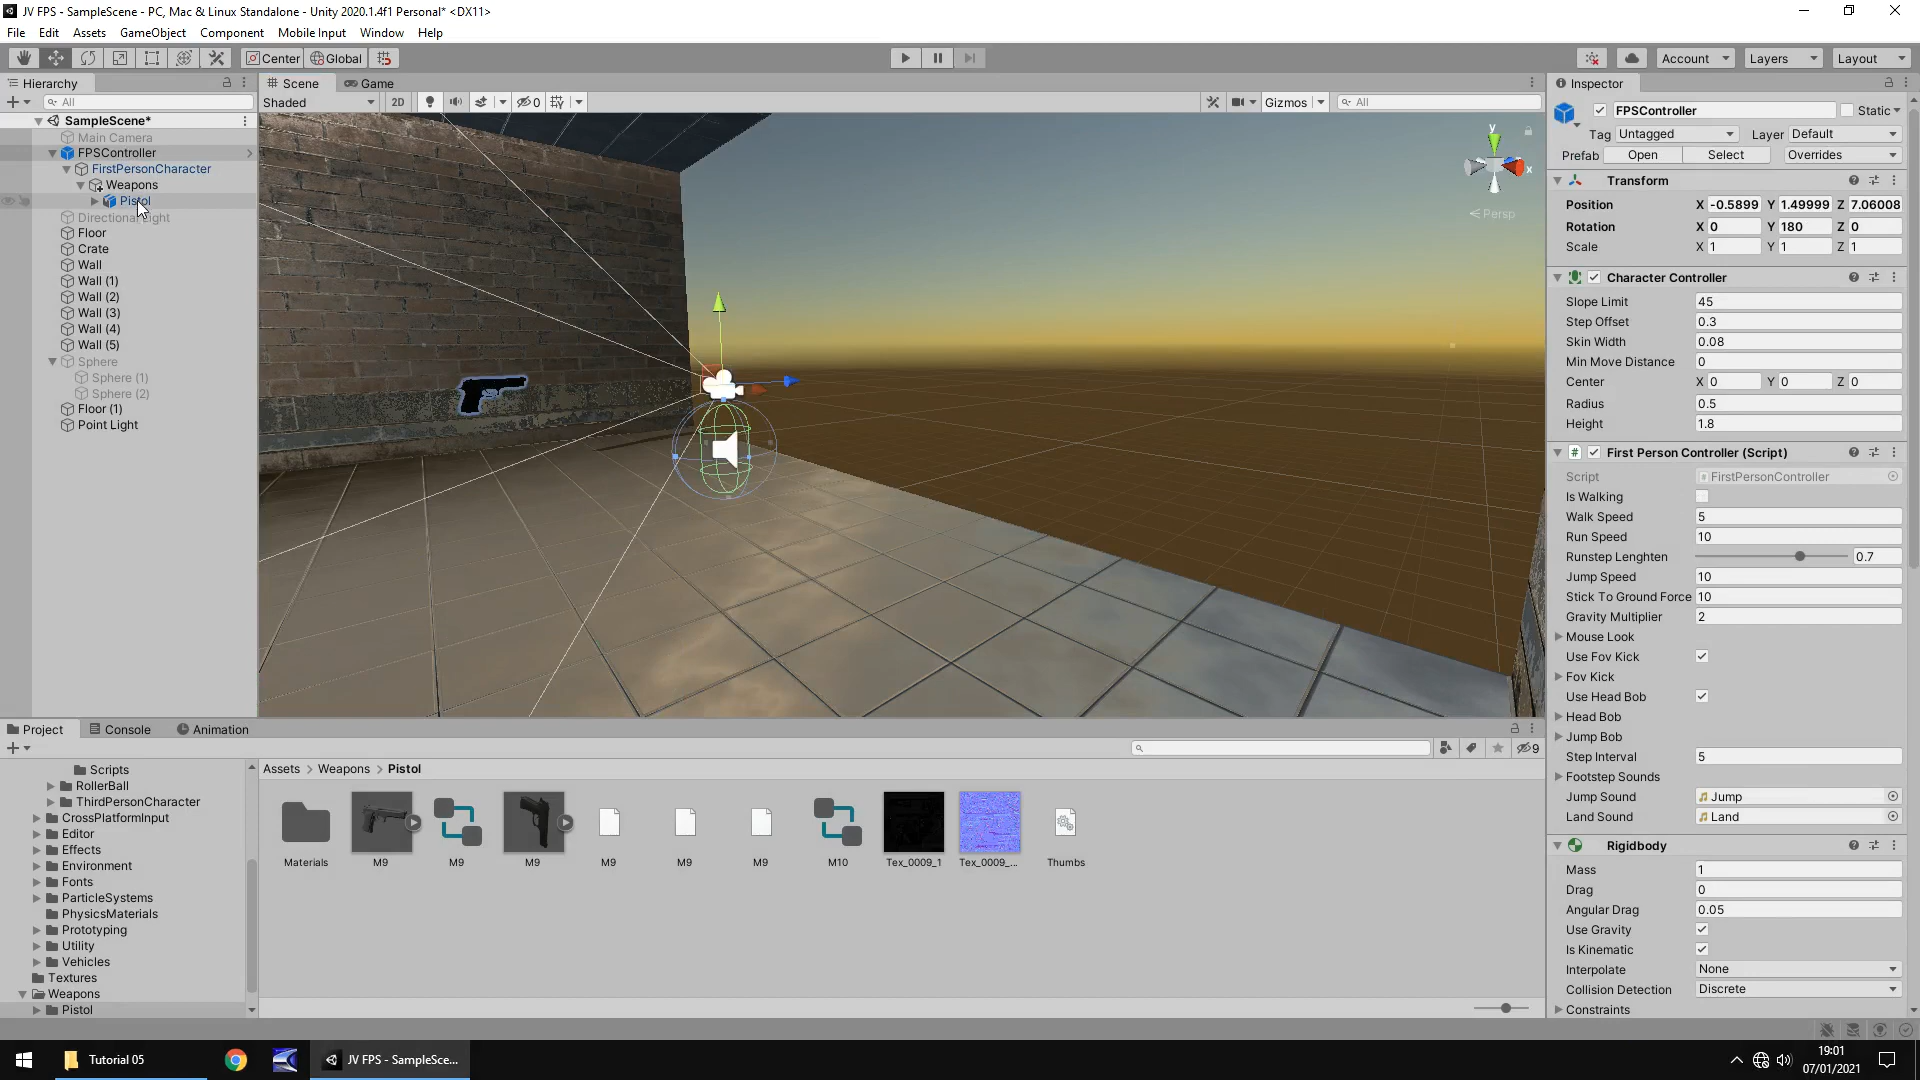 JV FPS - SampleScene - PC, Mac & Linux Standalone - Unity 2020.1.4f1 Personal* <DX11>
File Edit Assets GameObject Component Mobile Input Window Help
Center Global Account Layers Layout
Hierarchy
All
SampleScene*
Main Camera
FPSController
FirstPersonCharacter
Weapons
Pistol
Directional Light
Floor
Crate
Wall
Wall (1)
Wall (2)
Wall (3)
Wall (4)
Wall (5)
Sphere
Sphere (1)
Sphere (2)
Floor (1)
Point Light
Scene Game
Shaded 2D 0 Gizmos All
y
x
Persp
Inspector
FPSController Static
Tag Untagged Layer Default
Prefab Open Select Overrides
Transform
Position X -0.5899 Y 1.49999 Z 7.06008
Rotation X 0 Y 180 Z 0
Scale X 1 Y 1 Z 1
Character Controller
Slope Limit 45
Step Offset 0.3
Skin Width 0.08
Min Move Distance 0
Center X 0 Y 0 Z 0
Radius 0.5
Height 1.8
First Person Controller (Script)
Script FirstPersonController
Is Walking
Walk Speed 5
Run Speed 10
Runstep Lenghten 0.7
Jump Speed 10
Stick To Ground Force 10
Gravity Multiplier 2
Mouse Look
Use Fov Kick
Fov Kick
Use Head Bob
Head Bob
Jump Bob
Step Interval 5
Footstep Sounds
Jump Sound Jump
Land Sound Land
Rigidbody
Mass 1
Drag 0
Angular Drag 0.05
Use Gravity
Is Kinematic
Interpolate None
Collision Detection Discrete
Constraints
Project Console Animation
9
Scripts
RollerBall
ThirdPersonCharacter
CrossPlatformInput
Editor
Effects
Environment
Fonts
ParticleSystems
PhysicsMaterials
Prototyping
Utility
Vehicles
Textures
Weapons
Pistol
Assets > Weapons > Pistol
Materials M9 M9 M9 M9 M9 M9 M10 Tex_0009_1 Tex_0009_... Thumbs
Tutorial 05
JV FPS - SampleSce...
19:01
07/01/2021